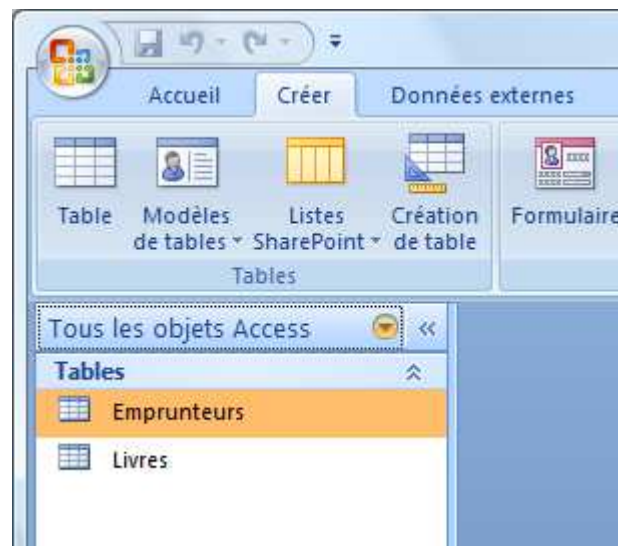 Accueil Créer Données externes
Table Modèles de tables Listes SharePoint Création de table Formulaire
Tables
Tous les objets Access
Tables
Emprunteurs
Livres